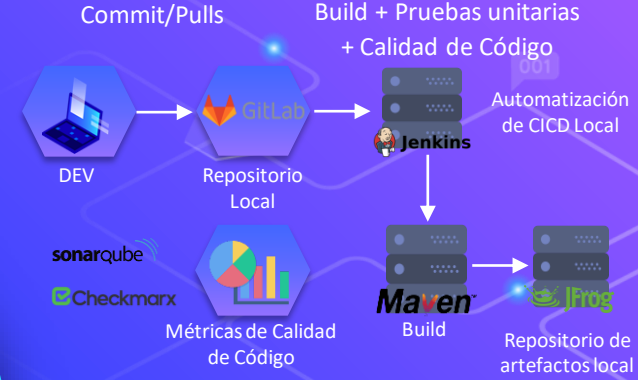 Commit/Pulls
Build + Pruebas unitarias
+ Calidad de Código
001
GitLab
Jenkins
Automatización
de CICD Local
DEV
Repositorio
Local
sonarqube
Checkmarx
Métricas de Calidad
de Código
Maven
Build
JFrog
Repositorio de
artefactos local